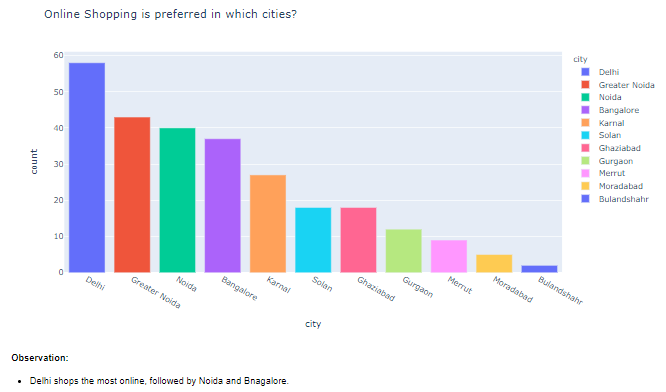 Online Shopping is preferred in which cities?
60
50
40
30
20
10
0
count
Delhi
Greater Noida
Noida
Bangalore
Karnal
Solan
Ghaziabad
Gurgaon
Merrut
Moradabad
Bulandshahr
city
city
Delhi
Greater Noida
Noida
Bangalore
Karnal
Solan
Ghaziabad
Gurgaon
Merrut
Moradabad
Bulandshahr
Observation:
• Delhi shops the most online, followed by Noida and Bnagalore.